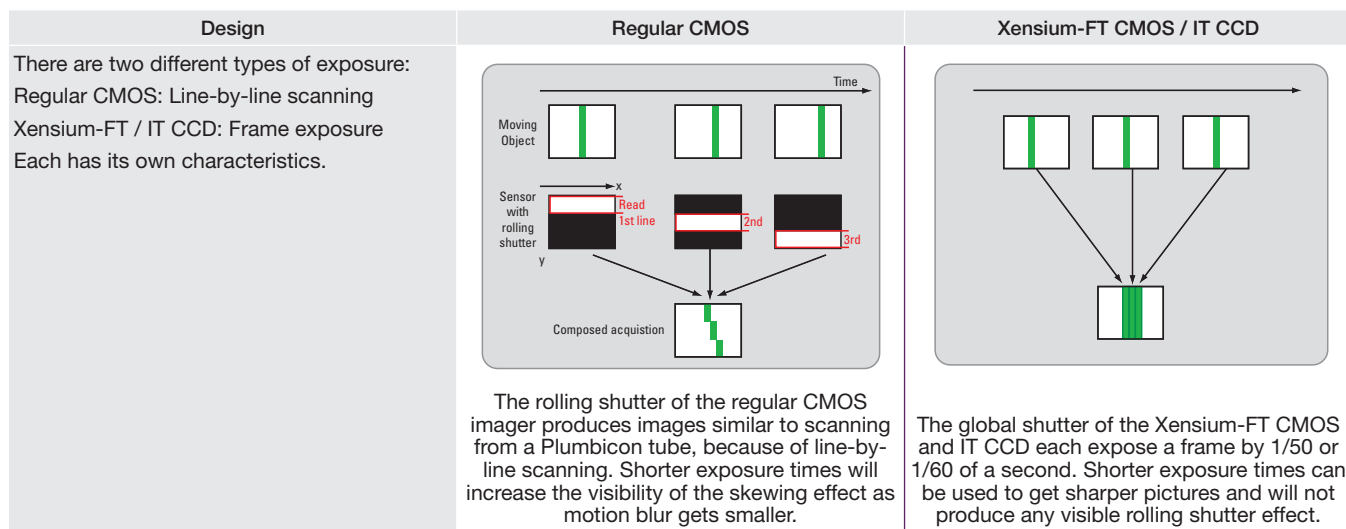 Design
Regular CMOS
Xensium-FT CMOS / IT CCD
There are two different types of exposure:
Regular CMOS: Line-by-line scanning
Xensium-FT / IT CCD: Frame exposure
Each has its own characteristics.
Time
Moving
Object
x
Sensor
with
rolling
shutter
Read
1st line
2nd
3rd
y
Composed acquistion
The rolling shutter of the regular CMOS
imager produces images similar to scanning
from a Plumbicon tube, because of line-by-
line scanning. Shorter exposure times will
increase the visibility of the skewing effect as
motion blur gets smaller.
The global shutter of the Xensium-FT CMOS
and IT CCD each expose a frame by 1/50 or
1/60 of a second. Shorter exposure times can
be used to get sharper pictures and will not
produce any visible rolling shutter effect.